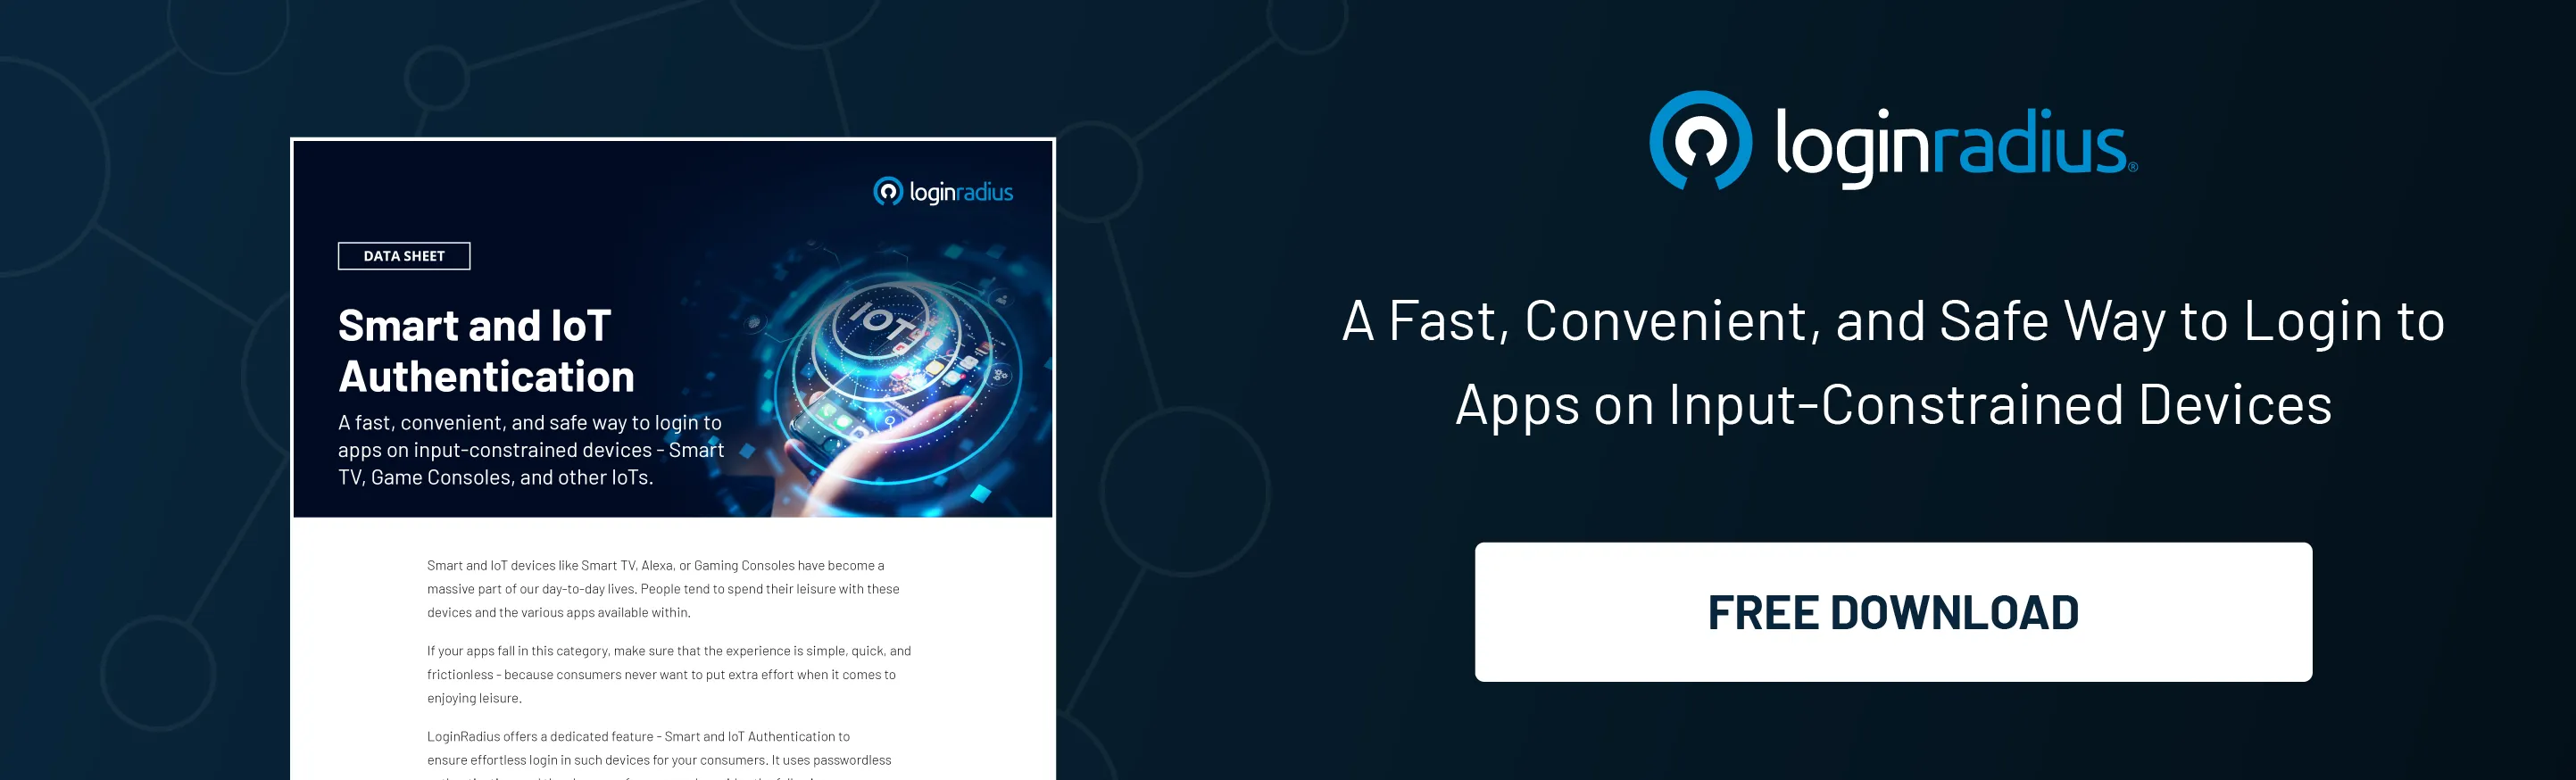 loginradius
DATA SHEET
Smart and IoT
Authentication
A fast, convenient, and safe way to login to
apps on input-constrained devices - Smart
TV, Game Consoles, and other IoTs.
IOT
Smart and IoT devices like Smart TV, Alexa, or Gaming Consoles have become a
massive part of our day-to-day lives. People tend to spend their leisure with these
devices and the various apps available within.
If your apps fall in this category, make sure that the experience is simple, quick, and
frictionless - because consumers never want to put extra effort when it comes to
enjoying leisure.
LoginRadius offers a dedicated feature - Smart and IoT Authentication to
ensure effortless login in such devices for your consumers. It uses passwordless
loginradius®
A Fast, Convenient, and Safe Way to Login to
Apps on Input-Constrained Devices
FREE DOWNLOAD